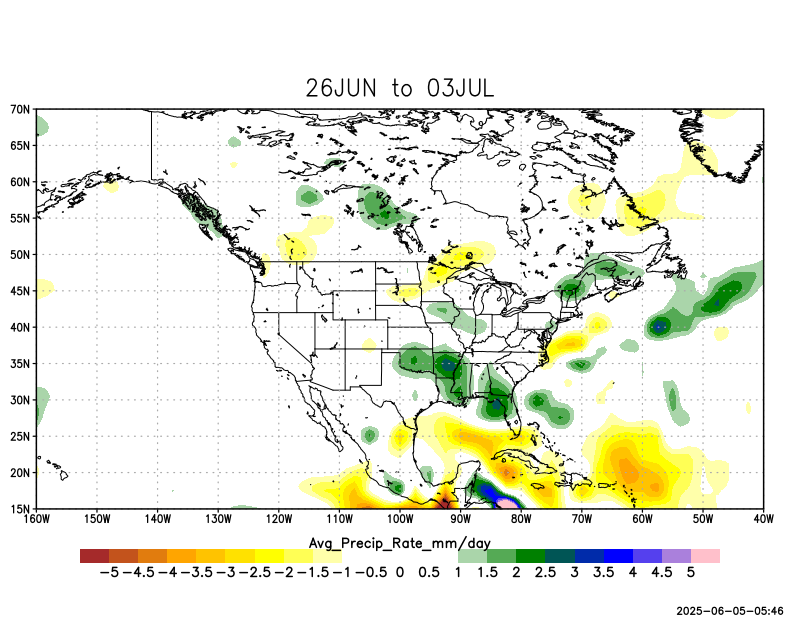 26JUN to 03JUL
70N
65N
60N
55N
50N
45N
40N
35N
30N
25N
20N
15N
160W 150W 140W 130W 120W 110W 100W 90W 80W 70W 60W 50W 40W
Avg_Precip_Rate_mm/day
-5 -4.5 -4 -3.5 -3 -2.5 -2 -1.5 -1 -0.5 0 0.5 1 1.5 2 2.5 3 3.5 4 4.5 5
2025-06-05-05:46